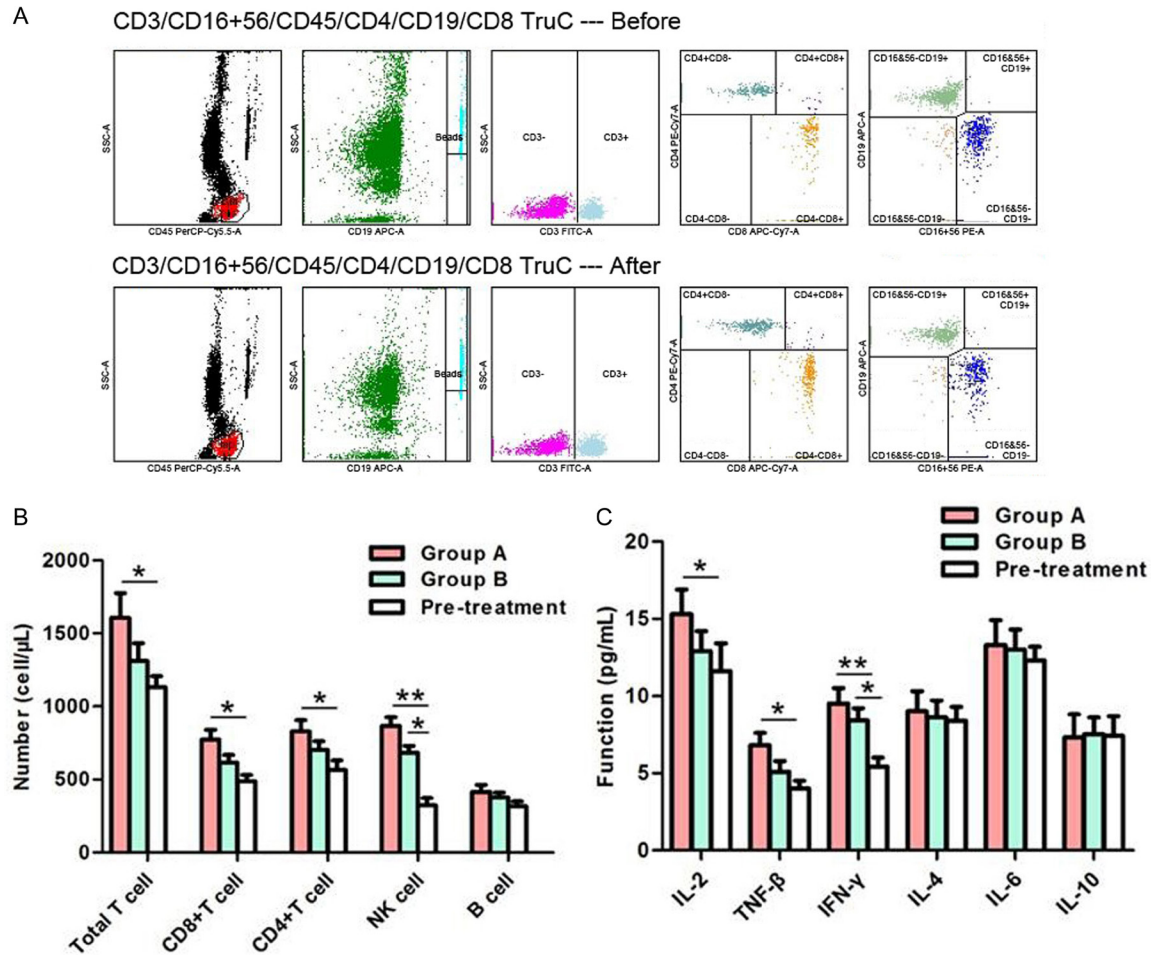 A
CD3/CD16+56/CD45/CD4/CD19/CD8 TruC --- Before
SSC-A
CD45 PerCP-Cy5.5-A
SSC-A
Beads
CD19 APC-A
SSC-A
CD3-
CD3+
CD3 FITC-A
CD4 PE-Cy7-A
CD4+CD8-
CD4+CD8+
CD4-CD8-
CD4-CD8+
CD8 APC-Cy7-A
CD19 APC-A
CD16&56-CD19+
CD16&56+
CD19+
CD16&56-CD19-
CD16&56-
CD19-
CD16+56 PE-A
CD3/CD16+56/CD45/CD4/CD19/CD8 TruC --- After
SSC-A
CD45 PerCP-Cy5.5-A
SSC-A
Beads
CD19 APC-A
SSC-A
CD3-
CD3+
CD3 FITC-A
CD4 PE-Cy7-A
CD4+CD8-
CD4+CD8+
CD4-CD8-
CD4-CD8+
CD8 APC-Cy7-A
CD19 APC-A
CD16&56-CD19+
CD16&56+
CD19+
CD16&56-CD19-
CD16&56-
CD19-
CD16+56 PE-A
B
Number (cell/µL)
2000
1500
1000
500
0
Group A
Group B
Pre-treatment
*
*
*
**
*
Total T cell
CD8+T cell
CD4+T cell
NK cell
B cell
C
Function (pg/mL)
20
15
10
5
0
Group A
Group B
Pre-treatment
*
*
**
*
IL-2
TNF-β
IFN-γ
IL-4
IL-6
IL-10